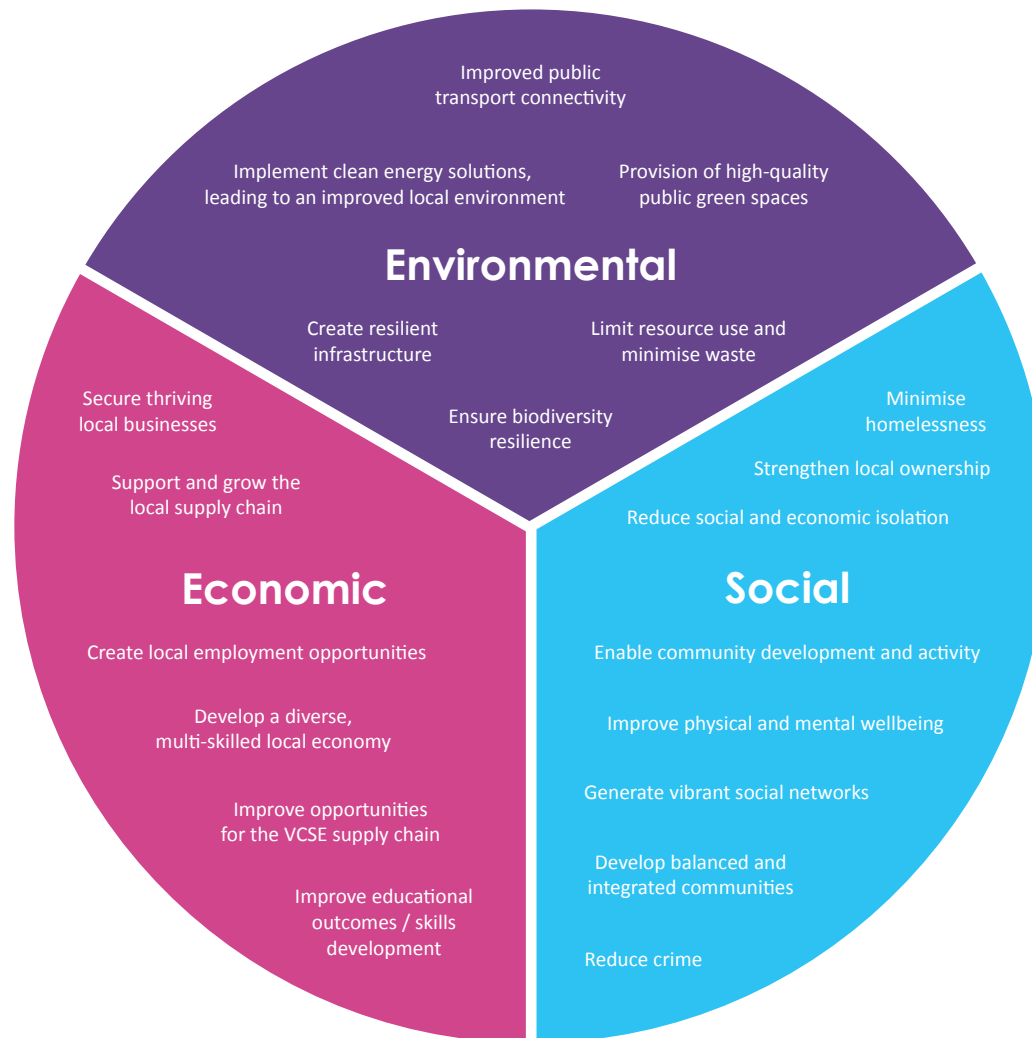 Improved public
transport connectivity
Implement clean energy solutions,
leading to an improved local environment
Provision of high-quality
public green spaces
Environmental
Create resilient
infrastructure
Limit resource use and
minimise waste
Ensure biodiversity
resilience
Secure thriving
local businesses
Support and grow the
local supply chain
Economic
Create local employment opportunities
Develop a diverse,
multi-skilled local economy
Improve opportunities
for the VCSE supply chain
Improve educational
outcomes / skills
development
Minimise
homelessness
Strengthen local ownership
Reduce social and economic isolation
Social
Enable community development and activity
Improve physical and mental wellbeing
Generate vibrant social networks
Develop balanced and
integrated communities
Reduce crime